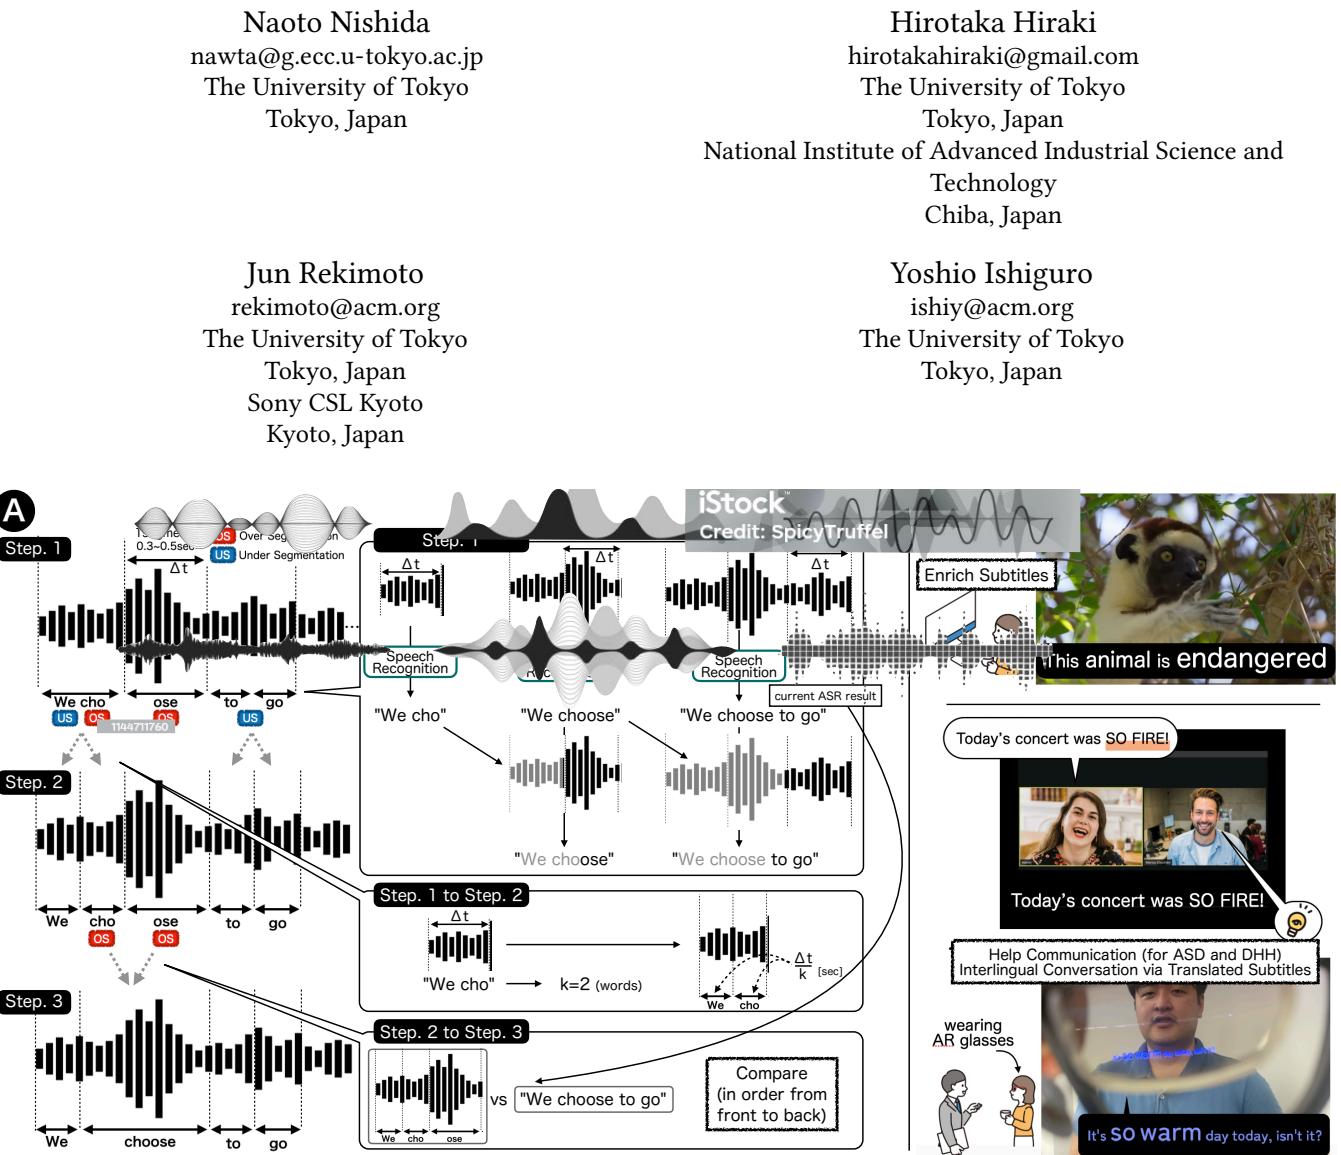 Naoto Nishida
nawta@g.ecc.u-tokyo.ac.jp
The University of Tokyo
Tokyo, Japan
Hirotaka Hiraki
hirotakahiraki@gmail.com
The University of Tokyo
Tokyo, Japan
National Institute of Advanced Industrial Science and
Technology
Chiba, Japan
Jun Rekimoto
rekimoto@acm.org
The University of Tokyo
Tokyo, Japan
Sony CSL Kyoto
Kyoto, Japan
Yoshio Ishiguro
ishiy@acm.org
The University of Tokyo
Tokyo, Japan
A
Step. 1
0.3~0.5sec
Δt
OS Over
US Under Segmentation
We cho
ose
to
go
US
OS
OS
US
1144711760
Step. 2
We
cho
ose
to
go
OS
OS
Step. 3
We
choose
to
go
Step. 1
Δt
Δt
Δt
Speech
Recognition
Speech
Recognition
current ASR result
"We cho"
"We choose"
"We choose to go"
"We choose"
"We choose to go"
Step. 1 to Step. 2
Δt
"We cho"
k=2 (words)
Δt
k
[sec]
We
cho
Step. 2 to Step. 3
We
cho
ose
vs
"We choose to go"
Compare
(in order from
front to back)
iStock™
Credit: SpicyTruffel
Enrich Subtitles
This animal is endangered
Today's concert was SO FIRE!
Today's concert was SO FIRE!
Help Communication (for ASD and DHH)
Interlingual Conversation via Translated Subtitles
wearing
AR glasses
It's so warm day today, isn't it?